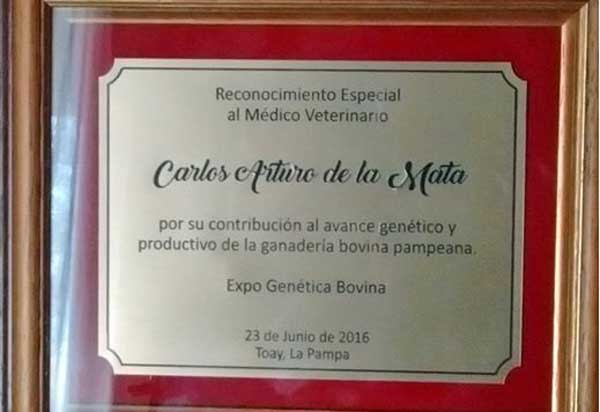 Reconocimiento Especial
al Médico Veterinario
Carlos Arturo de la Mata
por su contribución al avance genético y
productivo de la ganadería bovina pampeana.
Expo Genética Bovina
23 de Junio de 2016
Toay, La Pampa